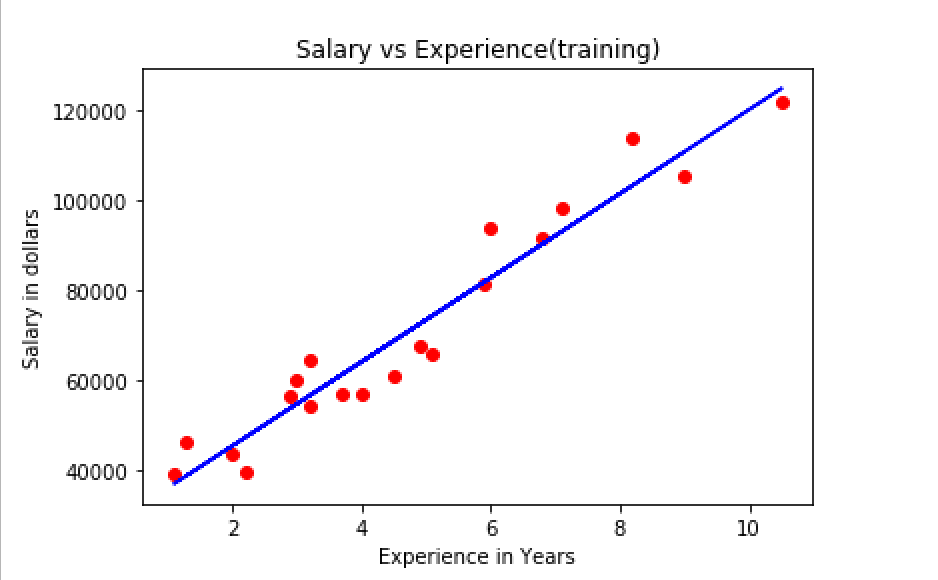 Salary vs Experience(training)
120000
100000
80000
60000
40000
Salary in dollars
2 4 6 8 10
Experience in Years